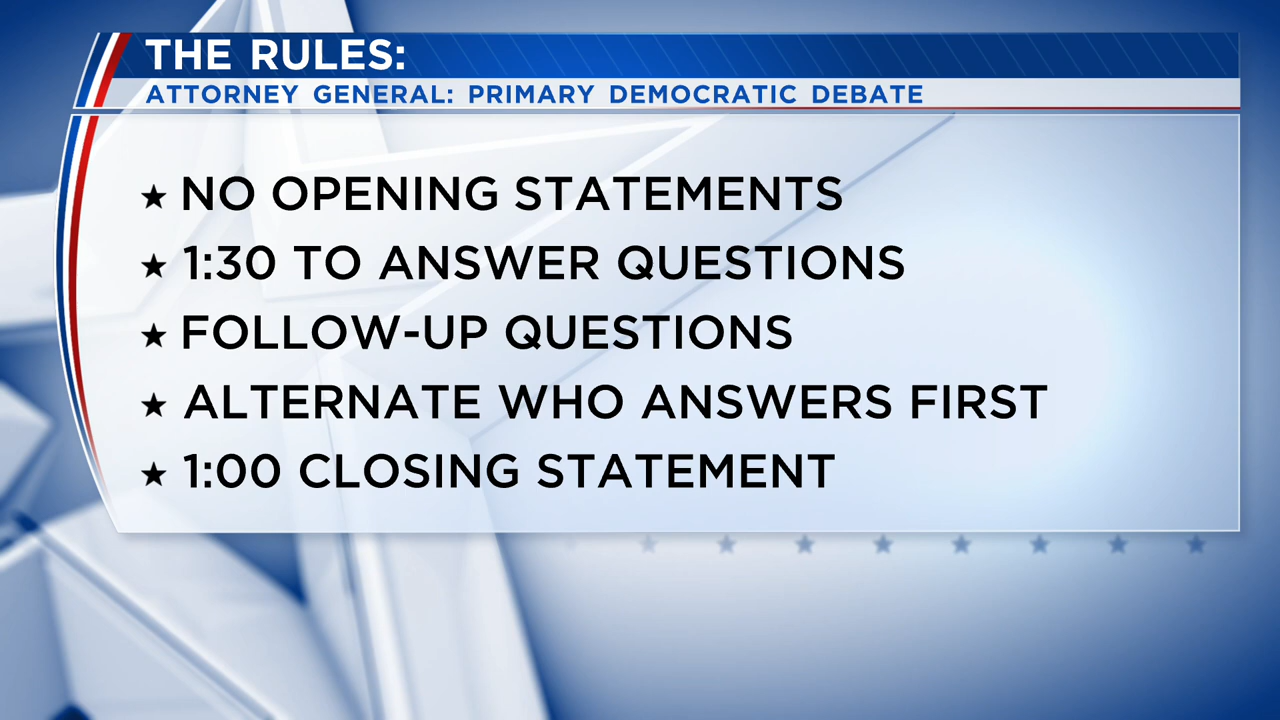 THE RULES:
ATTORNEY GENERAL: PRIMARY DEMOCRATIC DEBATE
NO OPENING STATEMENTS
1:30 TO ANSWER QUESTIONS
FOLLOW-UP QUESTIONS
ALTERNATE WHO ANSWERS FIRST
1:00 CLOSING STATEMENT